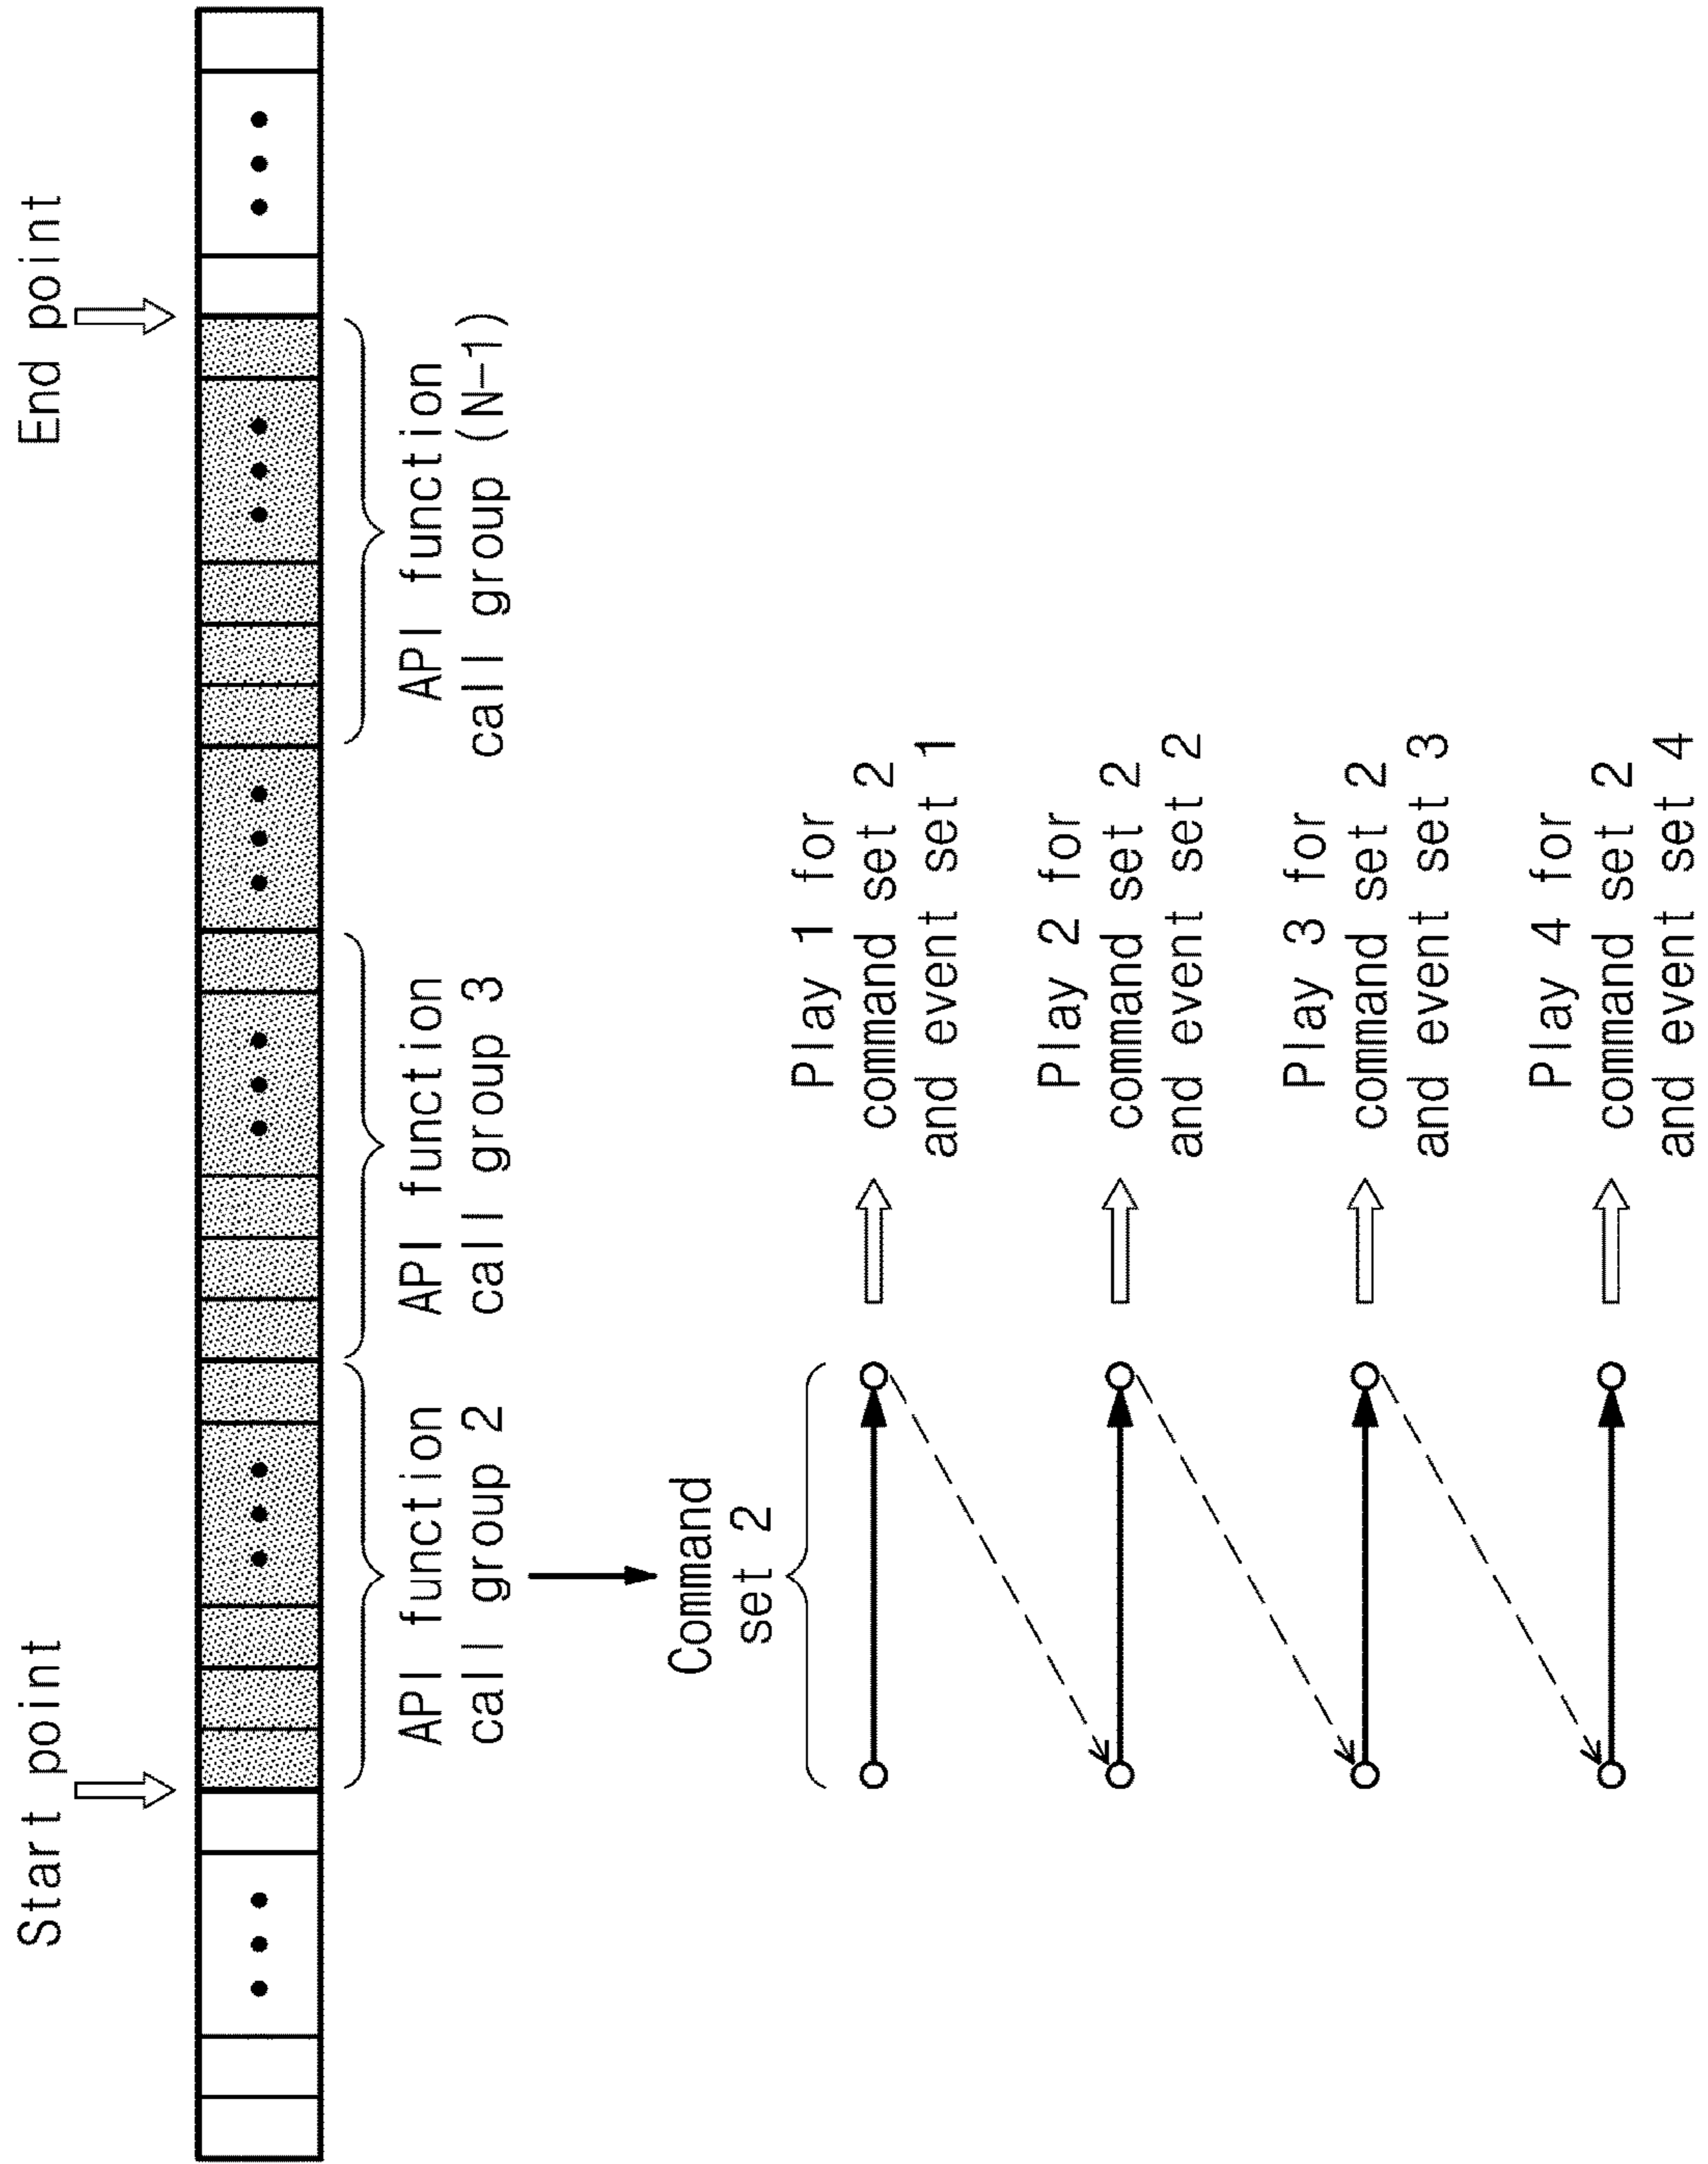 Start point
End point
API function
call group 2
API function
call group 3
API function
call group (N-1)
Command
set 2
Play 1 for
command set 2
and event set 1
Play 2 for
command set 2
and event set 2
Play 3 for
command set 2
and event set 3
Play 4 for
command set 2
and event set 4